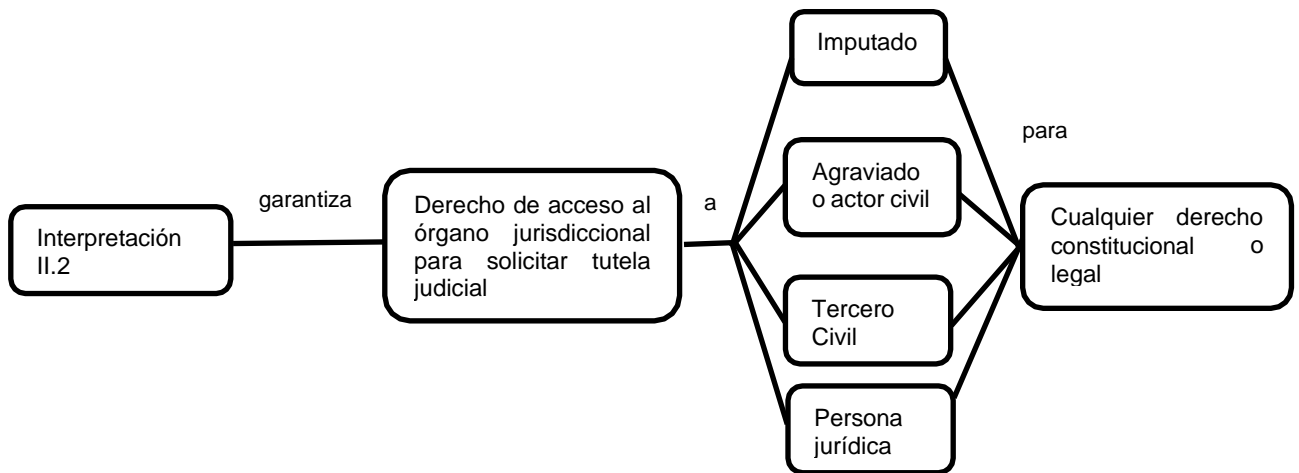 Interpretación
II.2
garantiza
Derecho de acceso al
órgano jurisdiccional
para solicitar tutela
judicial
a
Imputado
Agraviado
o actor civil
Tercero
Civil
Persona
jurídica
para
Cualquier derecho
constitucional o
legal